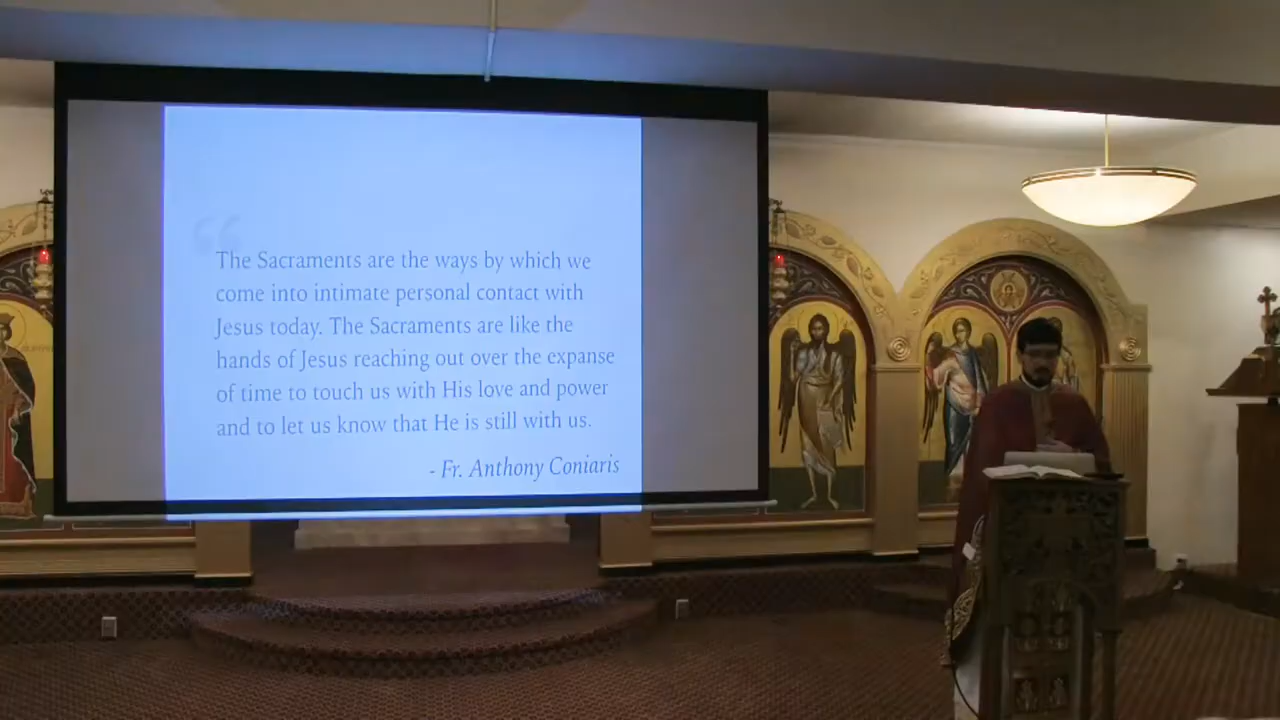 “
The Sacraments are the ways by which we
come into intimate personal contact with
Jesus today. The Sacraments are like the
hands of Jesus reaching out over the expanse
of time to touch us with His love and power
and to let us know that He is still with us.
- Fr. Anthony Coniaris